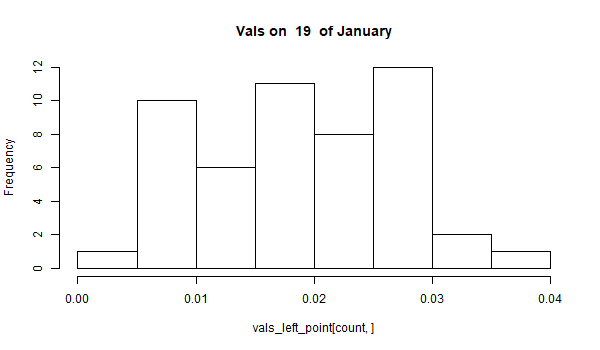 Vals on  19  of January
Frequency
12
10
8
6
4
2
0
0.00 0.01 0.02 0.03 0.04
vals_left_point[count, ]